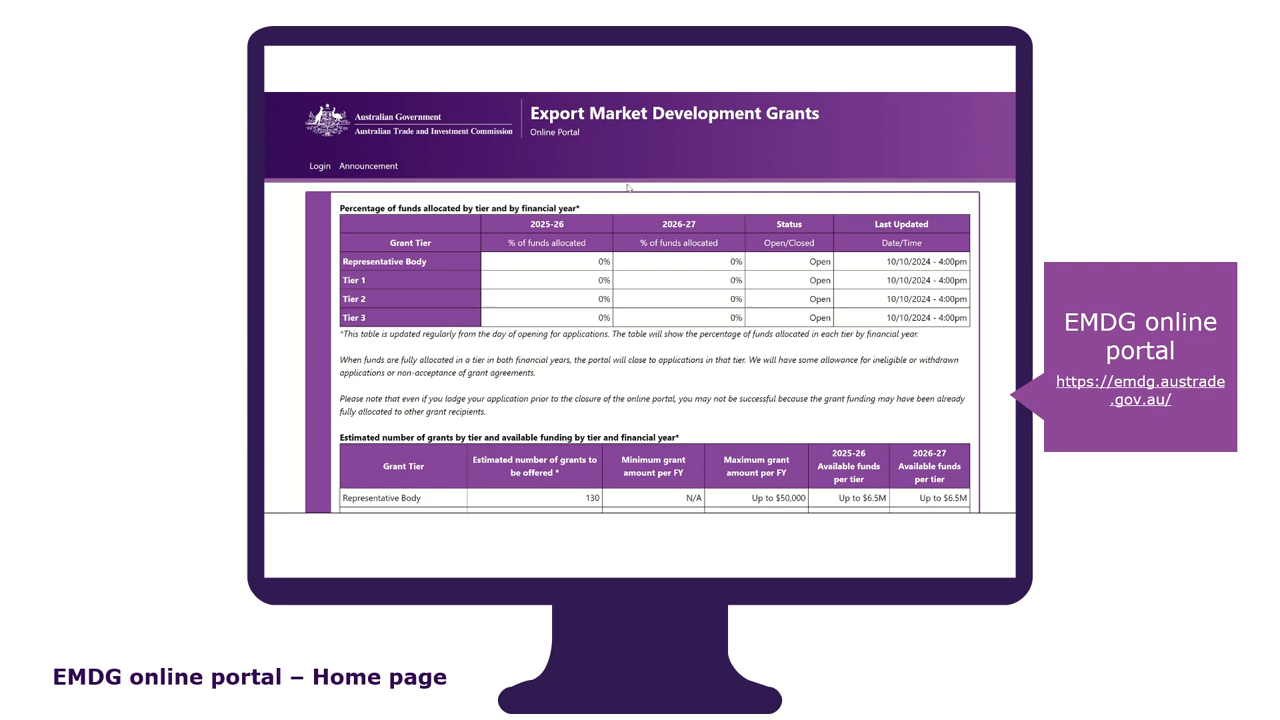 Australian Government
Australian Trade and Investment Commission
Export Market Development Grants
Online Portal
Login Announcement
Percentage of funds allocated by tier and by financial year*
2025-26 2026-27 Status Last Updated
Grant Tier % of funds allocated % of funds allocated Open/Closed Date/Time
Representative Body 0% 0% Open 10/10/2024 - 4:00pm
Tier 1 0% 0% Open 10/10/2024 - 4:00pm
Tier 2 0% 0% Open 10/10/2024 - 4:00pm
Tier 3 0% 0% Open 10/10/2024 - 4:00pm
*This table is updated regularly from the day of opening for applications. The table will show the percentage of funds allocated in each tier by financial year.
When funds are fully allocated in a tier in both financial years, the portal will close to applications in that tier. We will have some allowance for ineligible or withdrawn
applications or non-acceptance of grant agreements.
Please note that even if you lodge your application prior to the closure of the online portal, you may not be successful because the grant funding may have been already
fully allocated to other grant recipients.
Estimated number of grants by tier and available funding by tier and financial year*
Grant Tier
Estimated number of grants to
be offered *
Minimum grant
amount per FY
Maximum grant
amount per FY
2025-26
Available funds
per tier
2026-27
Available funds
per tier
Representative Body 130 N/A Up to $50,000 Up to $6.5M Up to $6.5M
EMDG online
portal
https://emdg.austrade
.gov.au/
EMDG online portal – Home page